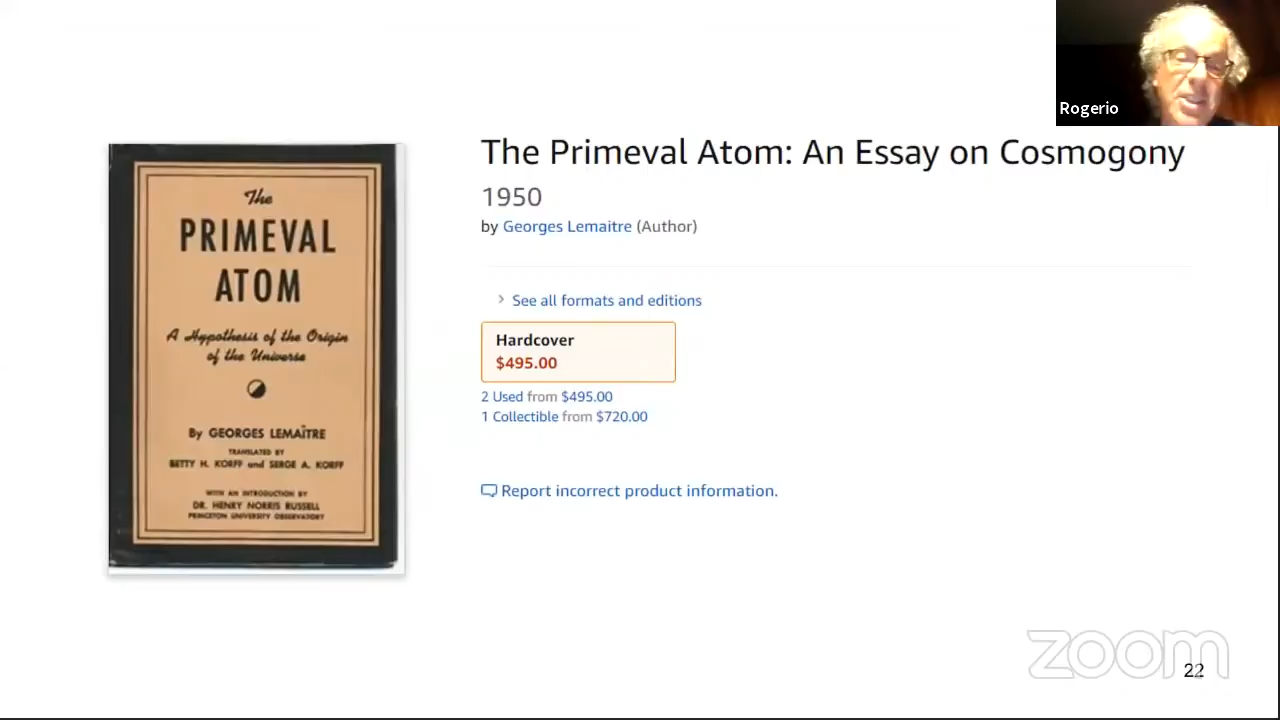 Rogerio
The Primeval Atom: An Essay on Cosmogony
1950
by Georges Lemaitre (Author)
See all formats and editions
Hardcover
$495.00
2 Used from $495.00
1 Collectible from $720.00
Report incorrect product information.
The
PRIMEVAL
ATOM
A Hypothesis of the Origin
of the Universe
By GEORGES LEMAÎTRE
TRANSLATED BY
BETTY H. KORFF and SERGE A. KORFF
WITH AN INTRODUCTION BY
DR. HENRY NORRIS RUSSELL
PRINCETON UNIVERSITY OBSERVATORY
zoom
22